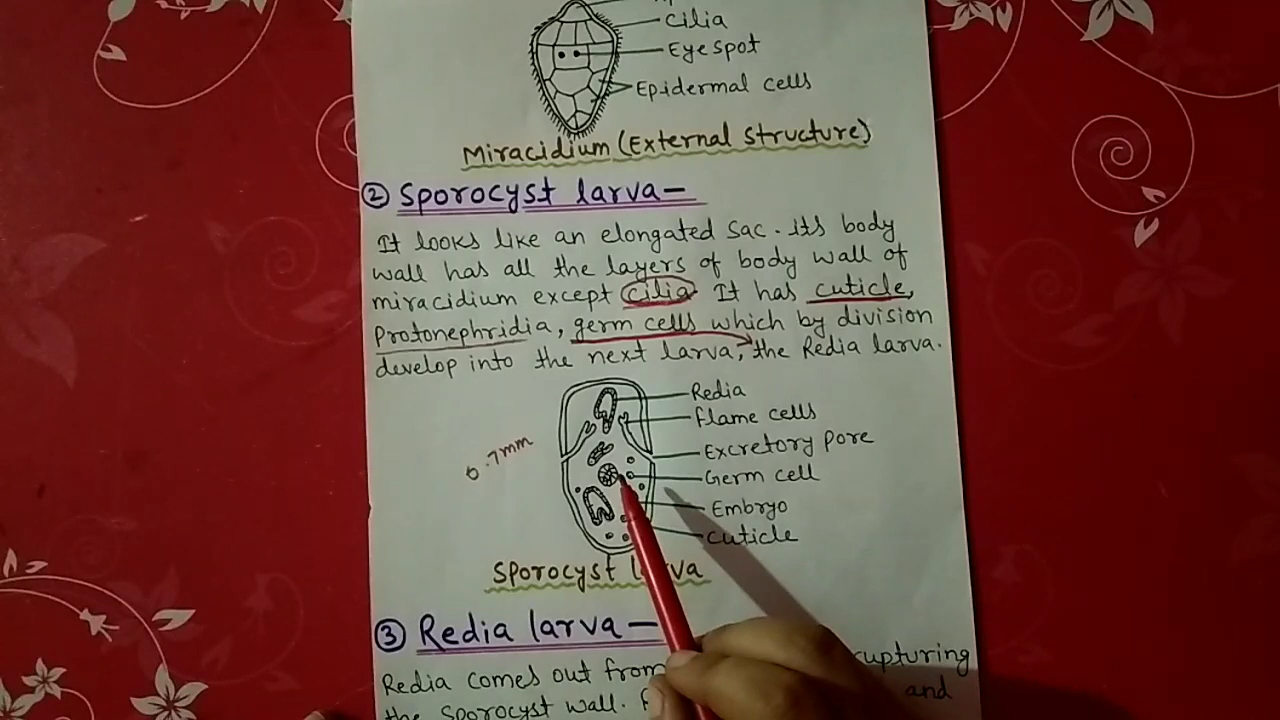 Cilia
Eye spot
Epidermal cells
Miracidium (External structure)
② Sporocyst larva-
It looks like an elongated sac. Its body
wall has all the layers of body wall of
miracidium except cilia It has cuticle,
Protonephridia, germ cells which by division
develop into the next larva, the Redia larva.
Redia
flame cells
Excretory pore
Germ cell
Embryo
cuticle
0.7mm
Sporocyst larva
③ Redia larva-
Redia comes out from rupturing
the sporocyst wall. and